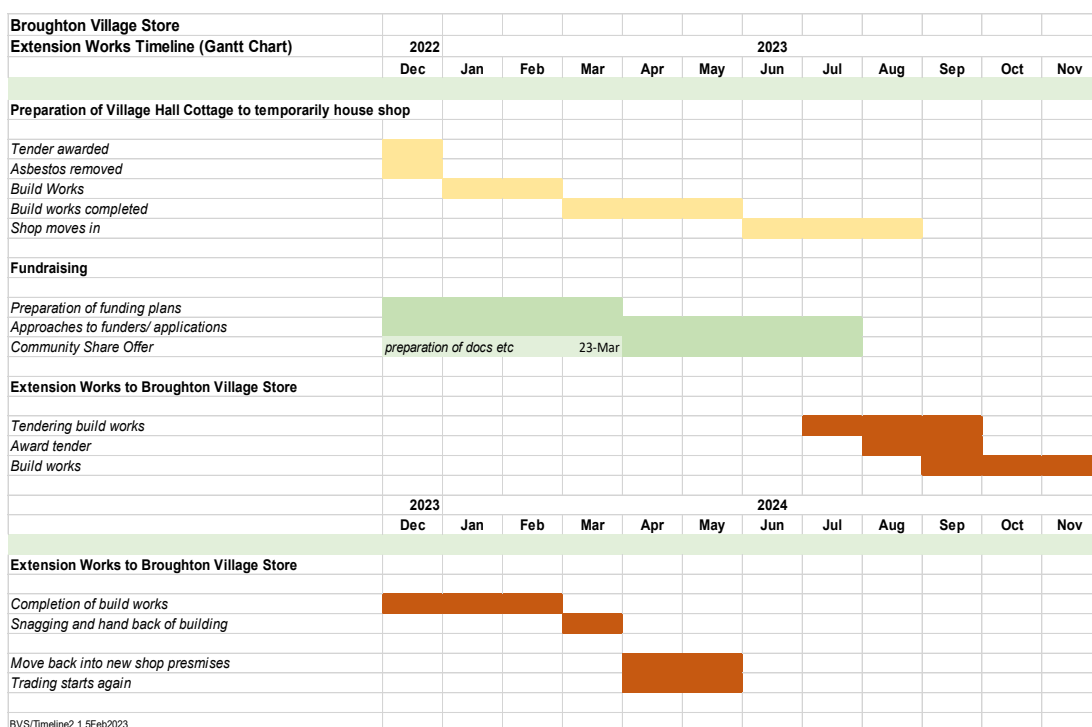 Broughton Village Store
Extension Works Timeline (Gantt Chart) 2022 2023
Dec Jan Feb Mar Apr May Jun Jul Aug Sep Oct Nov
Preparation of Village Hall Cottage to temporarily house shop
Tender awarded
Asbestos removed
Build Works
Build works completed
Shop moves in
Fundraising
Preparation of funding plans
Approaches to funders/ applications
Community Share Offer preparation of docs etc 23-Mar
Extension Works to Broughton Village Store
Tendering build works
Award tender
Build works
2023 2024
Dec Jan Feb Mar Apr May Jun Jul Aug Sep Oct Nov
Extension Works to Broughton Village Store
Completion of build works
Snagging and hand back of building
Move back into new shop presmises
Trading starts again
BVS/Timeline2.1.5Feb2023